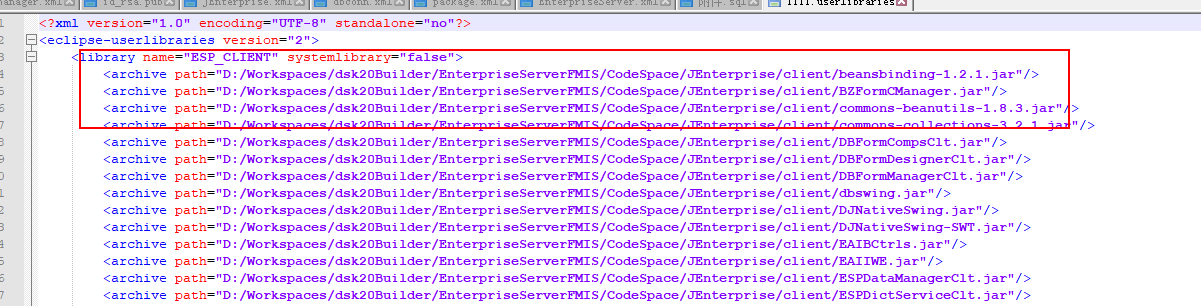 anager.xml id_rsa.pub jEnterprise.xml dbconn.xml package.xml EnterpriseServer.xml 1111.userlibraries
1 <?xml version="1.0" encoding="UTF-8" standalone="no"?>
2 <eclipse-userlibraries version="2">
3 <library name="ESP_CLIENT" systemlibrary="false">
4 <archive path="D:/Workspaces/dsk20Builder/EnterpriseServerFMIS/CodeSpace/JEnterprise/client/beansbinding-1.2.1.jar"/>
5 <archive path="D:/Workspaces/dsk20Builder/EnterpriseServerFMIS/CodeSpace/JEnterprise/client/BZFormCManager.jar"/>
6 <archive path="D:/Workspaces/dsk20Builder/EnterpriseServerFMIS/CodeSpace/JEnterprise/client/commons-beanutils-1.8.3.jar"/>
7 <archive path="D:/Workspaces/dsk20Builder/EnterpriseServerFMIS/CodeSpace/JEnterprise/client/commons-collections-3.2.1.jar"/>
8 <archive path="D:/Workspaces/dsk20Builder/EnterpriseServerFMIS/CodeSpace/JEnterprise/client/DBFormCompsClt.jar"/>
9 <archive path="D:/Workspaces/dsk20Builder/EnterpriseServerFMIS/CodeSpace/JEnterprise/client/DBFormDesignerClt.jar"/>
0 <archive path="D:/Workspaces/dsk20Builder/EnterpriseServerFMIS/CodeSpace/JEnterprise/client/DBFormManagerClt.jar"/>
1 <archive path="D:/Workspaces/dsk20Builder/EnterpriseServerFMIS/CodeSpace/JEnterprise/client/dbswing.jar"/>
2 <archive path="D:/Workspaces/dsk20Builder/EnterpriseServerFMIS/CodeSpace/JEnterprise/client/DJNativeSwing.jar"/>
3 <archive path="D:/Workspaces/dsk20Builder/EnterpriseServerFMIS/CodeSpace/JEnterprise/client/DJNativeSwing-SWT.jar"/>
4 <archive path="D:/Workspaces/dsk20Builder/EnterpriseServerFMIS/CodeSpace/JEnterprise/client/EAIBCtrls.jar"/>
5 <archive path="D:/Workspaces/dsk20Builder/EnterpriseServerFMIS/CodeSpace/JEnterprise/client/EAIIWE.jar"/>
6 <archive path="D:/Workspaces/dsk20Builder/EnterpriseServerFMIS/CodeSpace/JEnterprise/client/ESPDataManagerClt.jar"/>
7 <archive path="D:/Workspaces/dsk20Builder/EnterpriseServerFMIS/CodeSpace/JEnterprise/client/ESPDictServiceClt.jar"/>